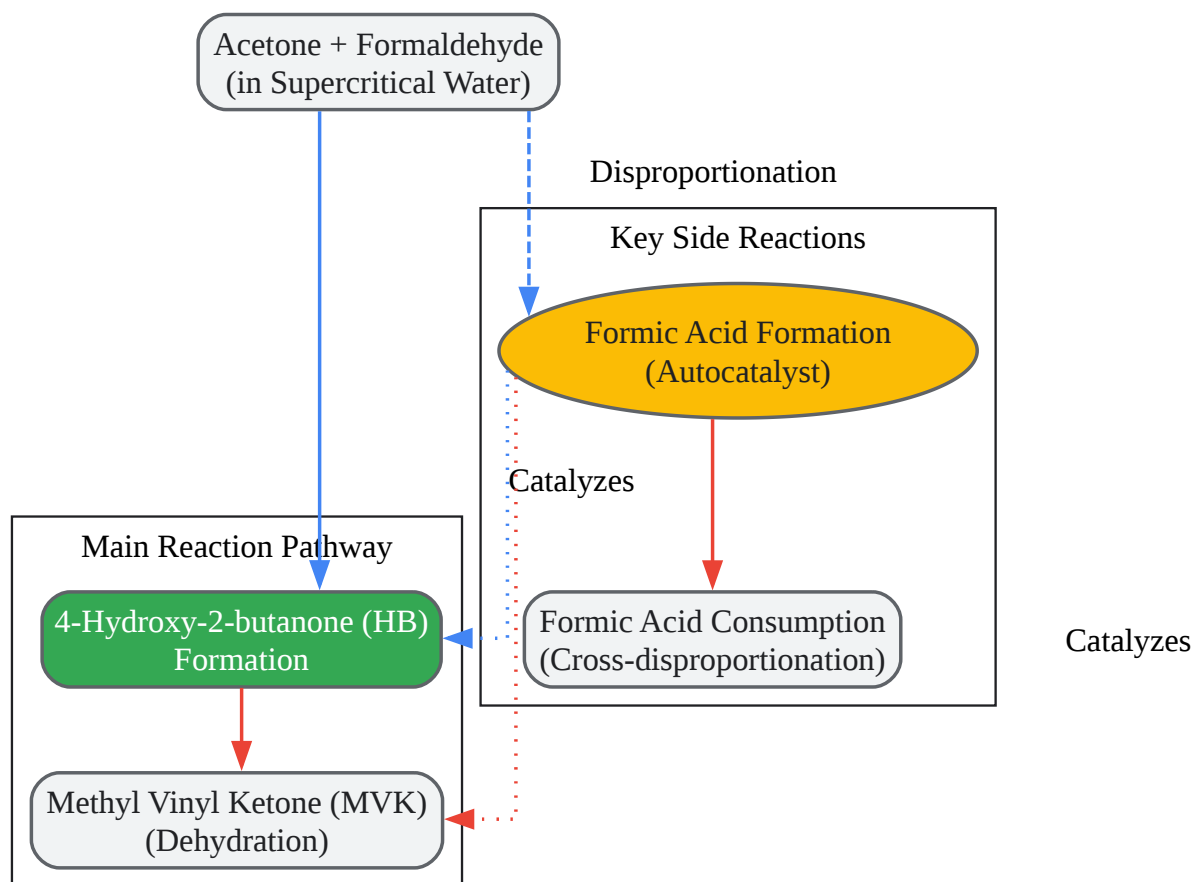 Acetone + Formaldehyde
(in Supercritical Water)
Disproportionation
Key Side Reactions
Formic Acid Formation
(Autocatalyst)
Catalyzes
Main Reaction Pathway
4-Hydroxy-2-butanone (HB)
Formation
Formic Acid Consumption
(Cross-disproportionation)
Catalyzes
Methyl Vinyl Ketone (MVK)
(Dehydration)